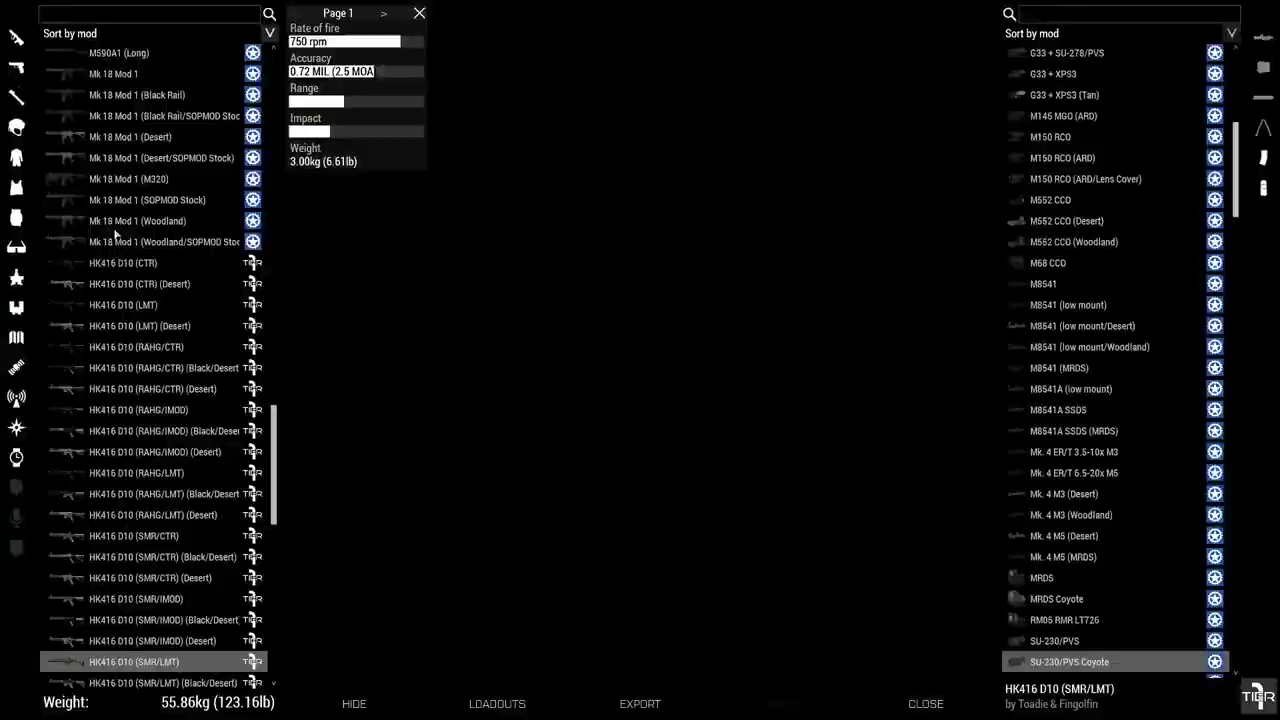 Sort by mod
M590A1 (Long)
Mk 18 Mod 1
Mk 18 Mod 1 (Black Rail)
Mk 18 Mod 1 (Black Rail/SOPMOD Stoc
Mk 18 Mod 1 (Desert)
Mk 18 Mod 1 (Desert/SOPMOD Stock)
Mk 18 Mod 1 (M320)
Mk 18 Mod 1 (SOPMOD Stock)
Mk 18 Mod 1 (Woodland)
Mk 18 Mod 1 (Woodland/SOPMOD Stoc
HK416 D10 (CTR)
HK416 D10 (CTR) (Desert)
HK416 D10 (LMT)
HK416 D10 (LMT) (Desert)
HK416 D10 (RAHG/CTR)
HK416 D10 (RAHG/CTR) (Black/Desert
HK416 D10 (RAHG/CTR) (Desert)
HK416 D10 (RAHG/IMOD)
HK416 D10 (RAHG/IMOD) (Black/Deser
HK416 D10 (RAHG/IMOD) (Desert)
HK416 D10 (RAHG/LMT)
HK416 D10 (RAHG/LMT) (Black/Desert
HK416 D10 (RAHG/LMT) (Desert)
HK416 D10 (SMR/CTR)
HK416 D10 (SMR/CTR) (Black/Desert)
HK416 D10 (SMR/CTR) (Desert)
HK416 D10 (SMR/IMOD)
HK416 D10 (SMR/IMOD) (Black/Desert
HK416 D10 (SMR/IMOD) (Desert)
HK416 D10 (SMR/LMT)
HK416 D10 (SMR/LMT) (Black/Desert)
Weight: 55.86kg (123.16lb)
Page 1 >
Rate of fire
750 rpm
Accuracy
0.72 MIL (2.5 MOA
Range
Impact
Weight
3.00kg (6.61lb)
HIDE
LOADOUTS
EXPORT
CLOSE
Sort by mod
G33 + SU-278/PVS
G33 + XPS3
G33 + XPS3 (Tan)
M145 MGO (ARD)
M150 RCO
M150 RCO (ARD)
M150 RCO (ARD/Lens Cover)
M552 CCO
M552 CCO (Desert)
M552 CCO (Woodland)
M68 CCO
M8541
M8541 (low mount)
M8541 (low mount/Desert)
M8541 (low mount/Woodland)
M8541 (MRDS)
M8541A (low mount)
M8541A SSDS
M8541A SSDS (MRDS)
Mk. 4 ER/T 3.5-10x M3
Mk. 4 ER/T 6.5-20x M5
Mk. 4 M3 (Desert)
Mk. 4 M3 (Woodland)
Mk. 4 M5 (Desert)
Mk. 4 M5 (MRDS)
MRDS
MRDS Coyote
RM05 RMR LT726
SU-230/PVS
SU-230/PVS Coyote
HK416 D10 (SMR/LMT)
by Toadie & Fingolfin
TIER